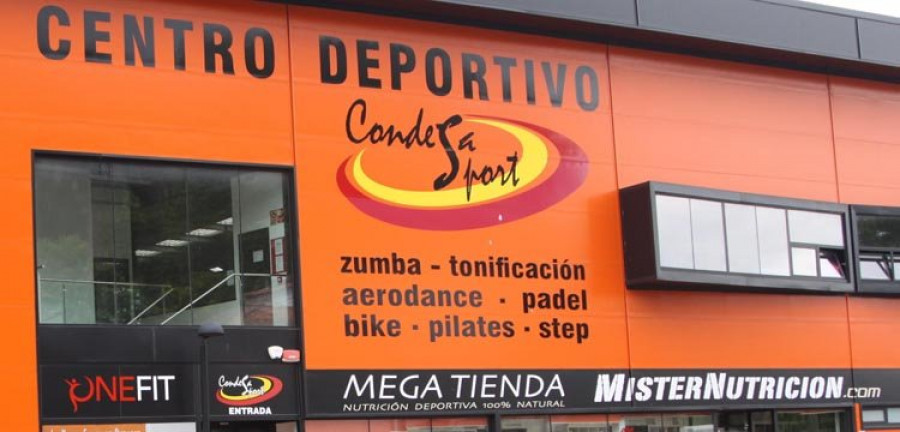 CENTRO DEPORTIVO
Condesa
Sport
zumba - tonificación
aerodance · padel
bike · pilates · step
ONEFIT
Condesa
Sport
ENTRADA
MEGA TIENDA
NUTRICIÓN DEPORTIVA 100% NATURAL
MISTERNUTRICION.com